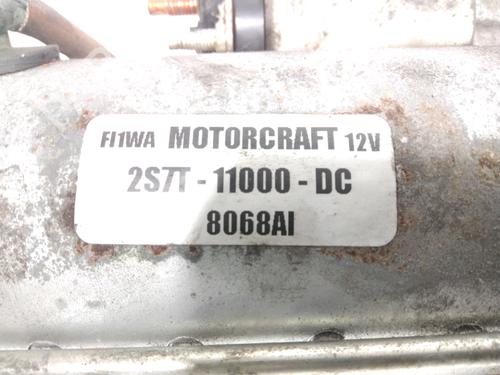 FI1WA MOTORCRAFT 12V
2S7T - 11000 - DC
8068AI